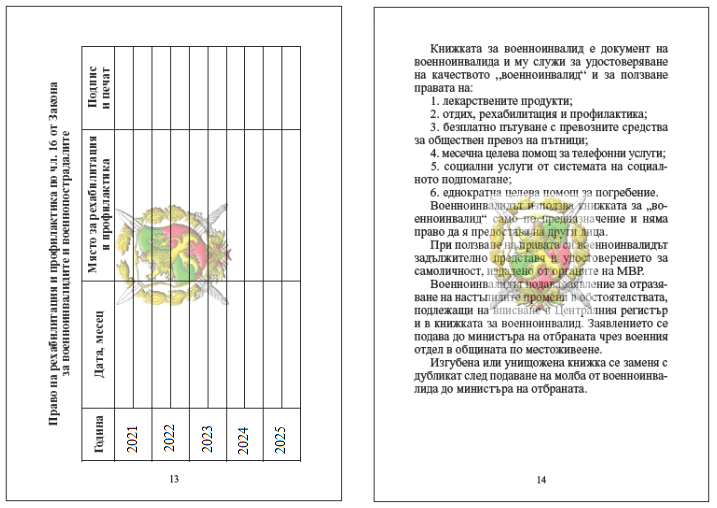 Право на рехабилитация и профилактика по чл. 16 от Закона
за военноинвалидите и военнопострадалите
Година
Дата, месец
Място за рехабилитация
и профилактика
Подпис
и печат
2021
2022
2023
2024
2025
13
Книжката за военноинвалид е документ на
военноинвалида и му служи за удостоверяване
на качеството „военноинвалид“ и за ползване
правата на:
1. лекарствените продукти;
2. отдих, рехабилитация и профилактика;
3. безплатно пътуване с превозните средства
за обществен превоз на пътници;
4. месечна целева помощ за телефонни услуги;
5. социални услуги от системата на социал-
ното подпомагане;
6. еднократна целева помощ за погребение.
Военноинвалидът използва книжката за „во-
енноинвалид“ само по предназначение и няма
право да я предоставя на други лица.
При ползване на правата си военноинвалидът
задължително представя и удостоверението за
самоличност, издадено от органите на МВР.
Военноинвалидът подава заявление за отразя-
ване на настъпилите промени в обстоятелствата,
подлежащи на вписване в Централния регистър
и в книжката за военноинвалид. Заявлението се
подава до министъра на отбраната чрез военния
отдел в общината по местоживеене.
Изгубена или унищожена книжка се заменя с
дубликат след подаване на молба от военноинва-
лида до министъра на отбраната.
14